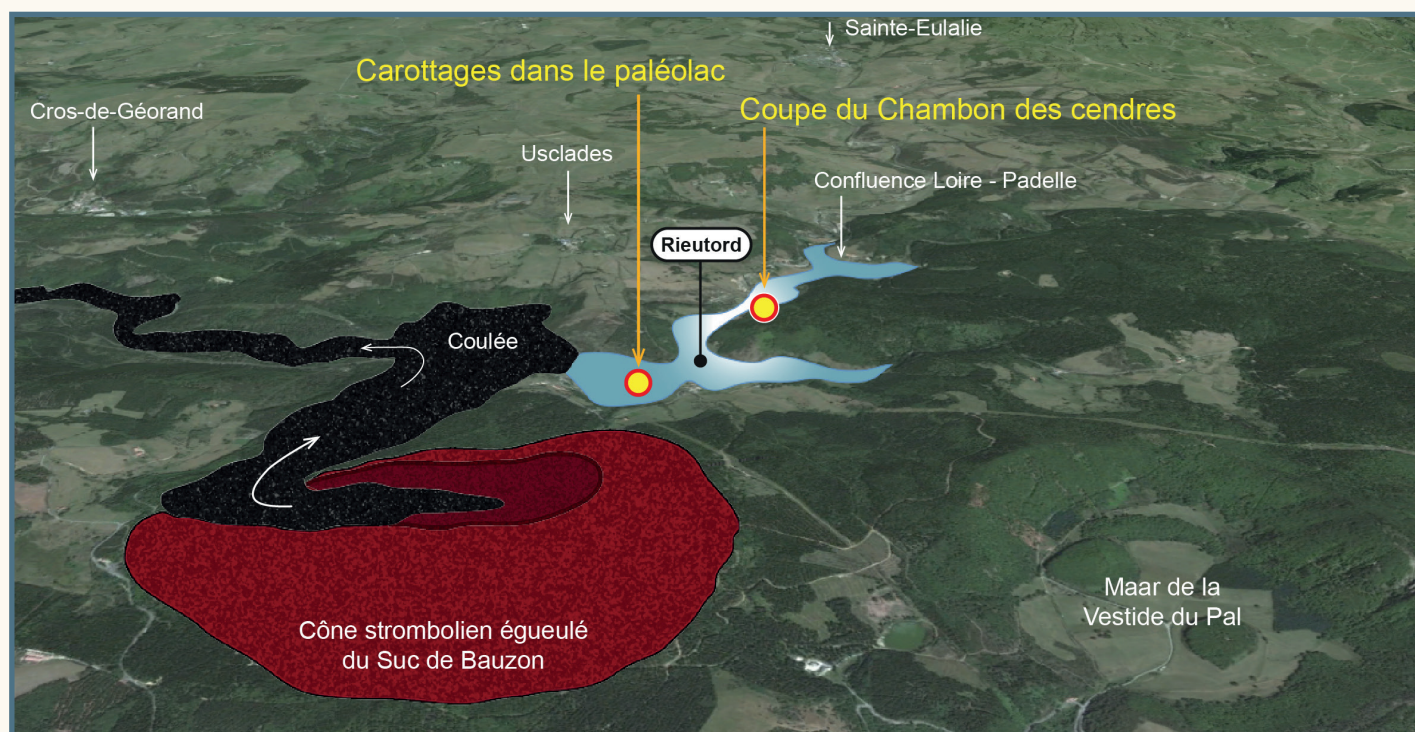 Sainte-Eulalie
Carottages dans le paléolac
Cros-de-Géorand
Coupe du Chambon des cendres
Usclades
Confluence Loire - Padelle
Rieutord
Coulée
Maar de la
Vestide du Pal
Cône strombolien égueulé
du Suc de Bauzon